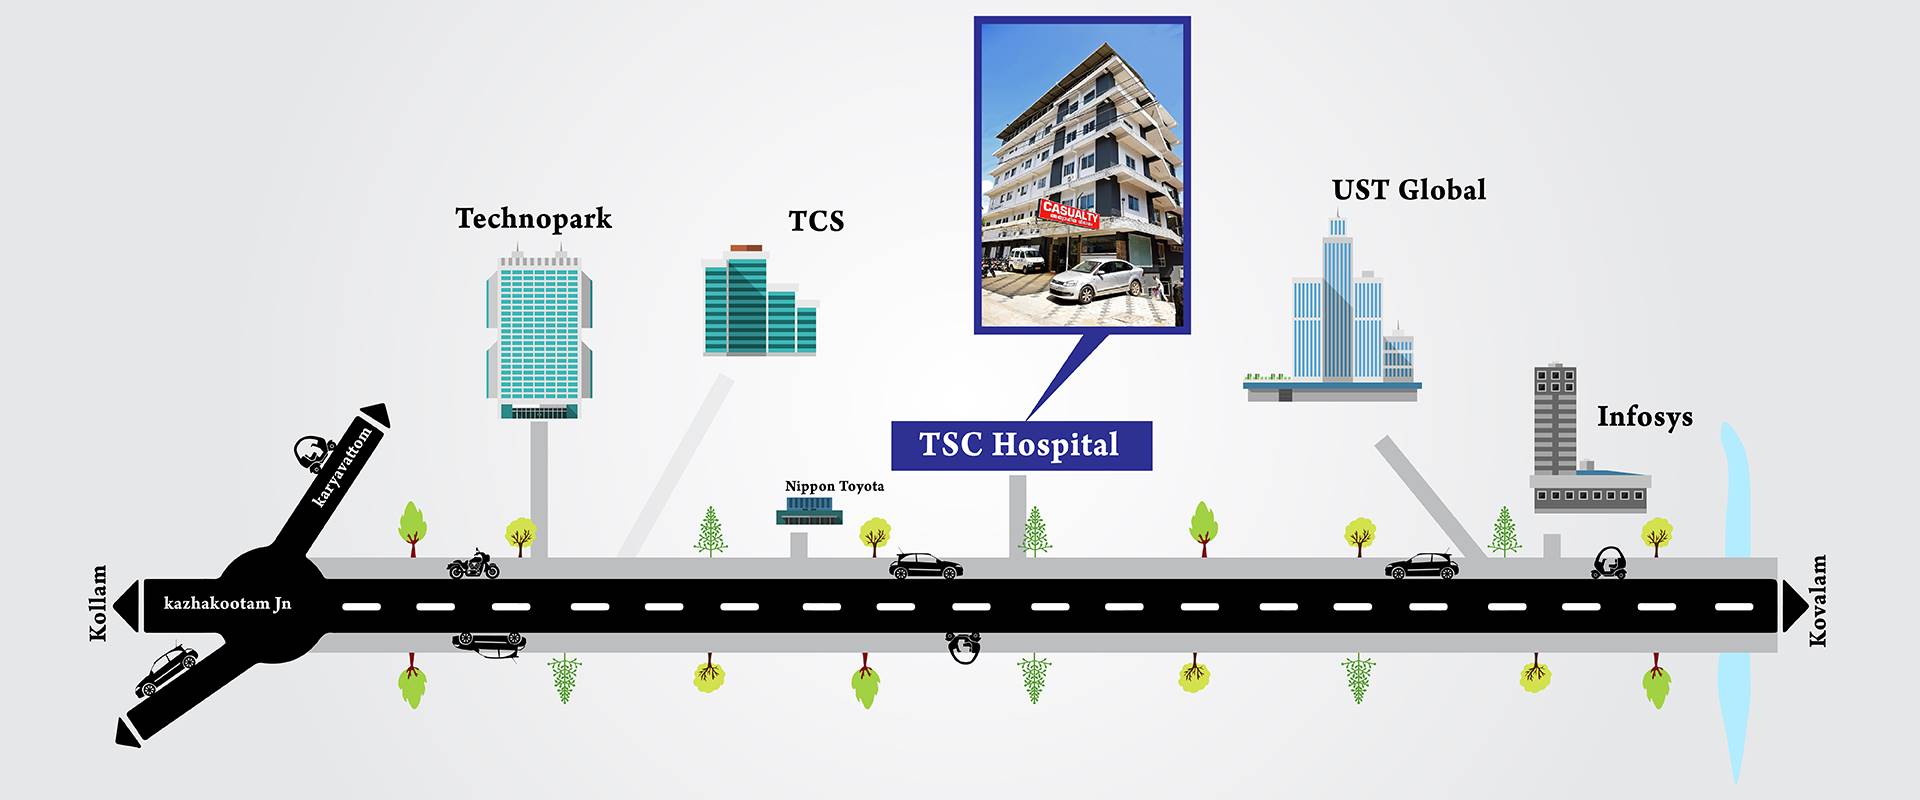 UST Global
Technopark
TCS
CASUALTY
Infosys
TSC Hospital
karyavattom
Nippon Toyota
Kollam
kazhakootam Jn
Kovalam